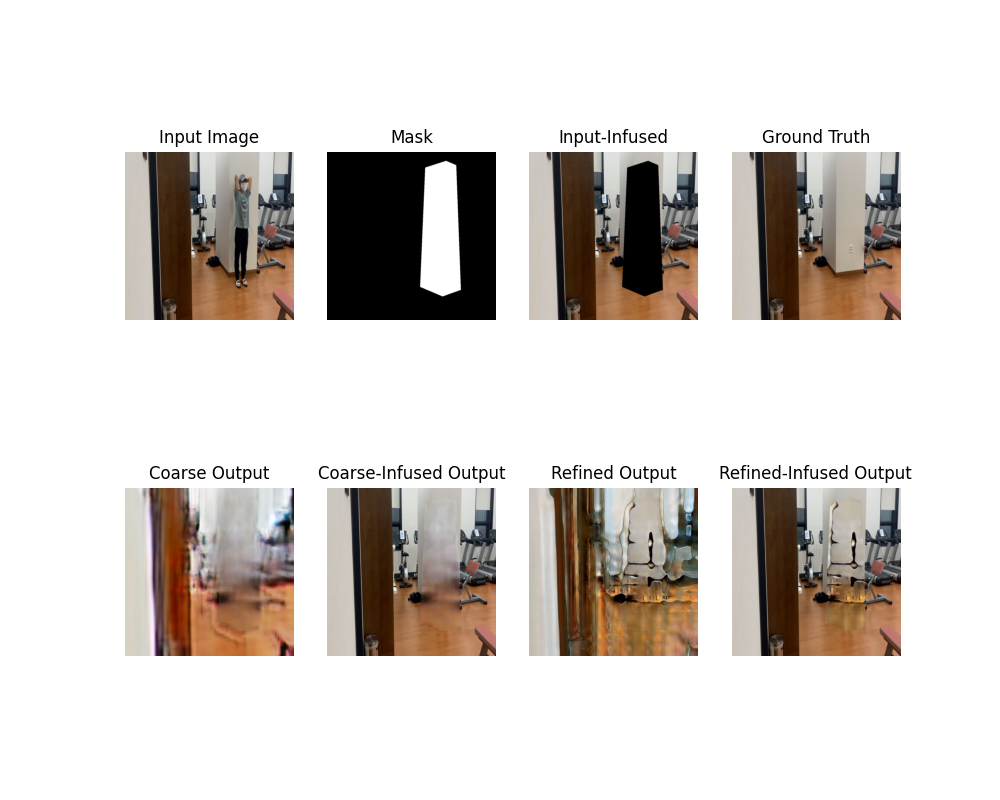 Input Image
Mask
Input-Infused
Ground Truth
Coarse Output
Coarse-Infused Output
Refined Output
Refined-Infused Output